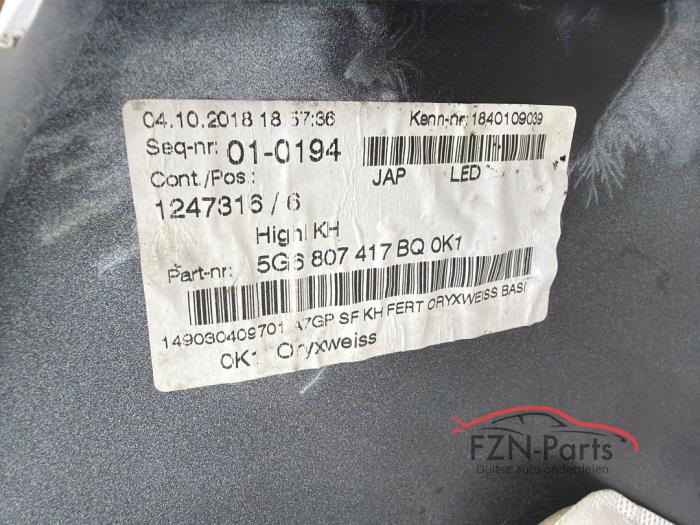 04.10.2018 18:57:36 Kenn-nr: 1840109039
Seq-nr: 01-0194
Cont./Pos.: JAP LED
1247316 / 6
Highl KH
Part-nr: 5G6 807 417 BQ 0K1
149030409701 A7GP SF KH FERT ORYXWEISS BASI
0K1 Oryxweiss
FZN-Parts
Duitse auto onderdelen